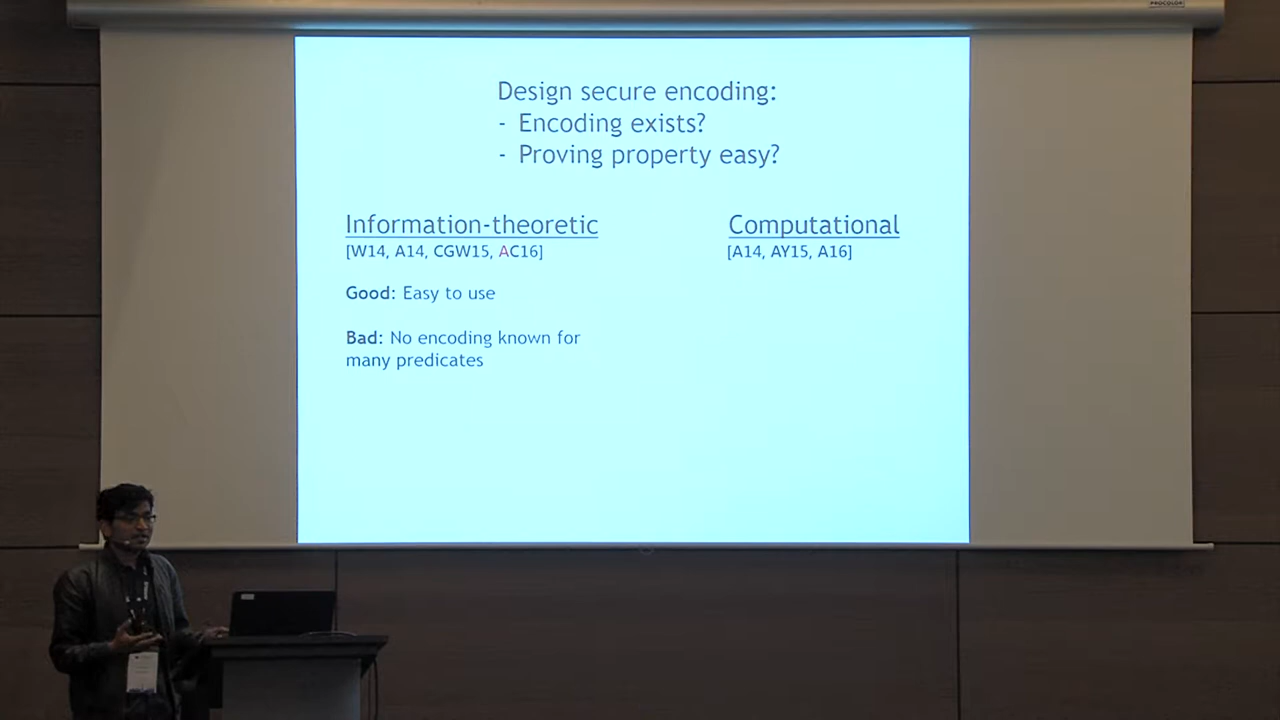 PROCOLOR
Design secure encoding:
- Encoding exists?
- Proving property easy?
Information-theoretic
[W14, A14, CGW15, AC16]
Good: Easy to use
Bad: No encoding known for
many predicates
Computational
[A14, AY15, A16]